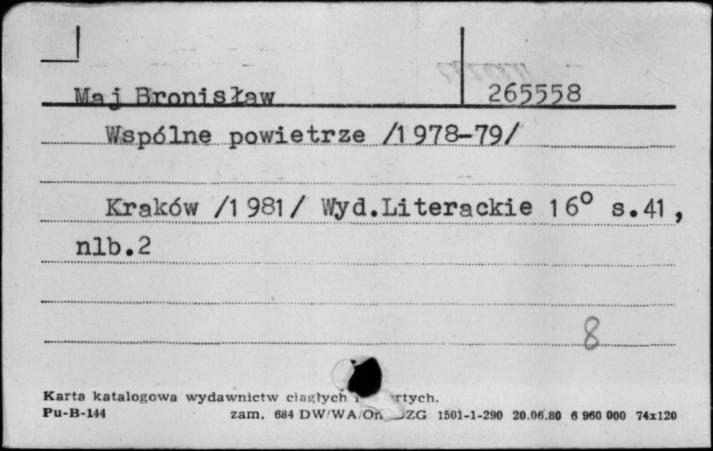 Maj Bronisław 265558
Wspólne powietrze /1978-79/
Kraków /1981/ Wyd.Literackie 16° s.41,
nlb.2
8
Karta katalogowa wydawnictw ciągłych
Pu-B-144 zam. 684 DW/WA 1501-1-290 20.06.80 6 960 000 74x120